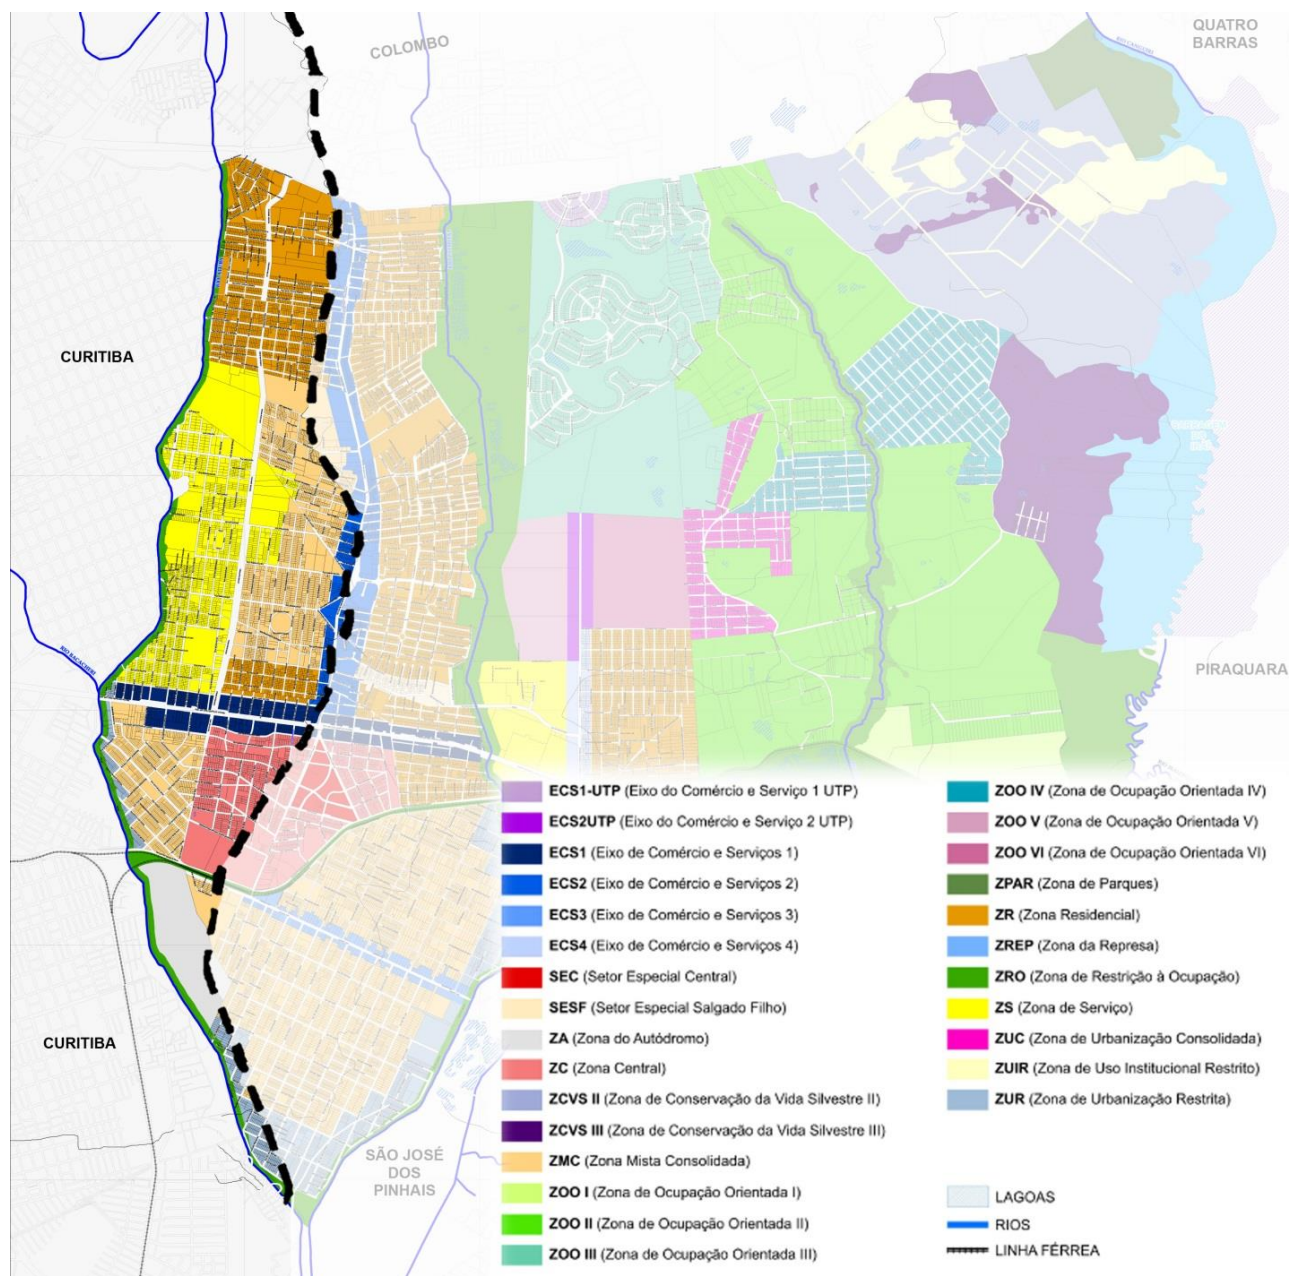 COLOMBO
QUATRO
BARRAS
RIO CANGUIRI
CURITIBA
RIO BACACHERI
PIRAQUARA
CURITIBA
SÃO JOSÉ
DOS
PINHAIS
ECS1-UTP (Eixo do Comércio e Serviço 1 UTP)
ECS2UTP (Eixo do Comércio e Serviço 2 UTP)
ECS1 (Eixo de Comércio e Serviços 1)
ECS2 (Eixo de Comércio e Serviços 2)
ECS3 (Eixo de Comércio e Serviços 3)
ECS4 (Eixo de Comércio e Serviços 4)
SEC (Setor Especial Central)
SESF (Setor Especial Salgado Filho)
ZA (Zona do Autódromo)
ZC (Zona Central)
ZCVS II (Zona de Conservação da Vida Silvestre II)
ZCVS III (Zona de Conservação da Vida Silvestre III)
ZMC (Zona Mista Consolidada)
ZOO I (Zona de Ocupação Orientada I)
ZOO II (Zona de Ocupação Orientada II)
ZOO III (Zona de Ocupação Orientada III)
ZOO IV (Zona de Ocupação Orientada IV)
ZOO V (Zona de Ocupação Orientada V)
ZOO VI (Zona de Ocupação Orientada VI)
ZPAR (Zona de Parques)
ZR (Zona Residencial)
ZREP (Zona da Represa)
ZRO (Zona de Restrição à Ocupação)
ZS (Zona de Serviço)
ZUC (Zona de Urbanização Consolidada)
ZUIR (Zona de Uso Institucional Restrito)
ZUR (Zona de Urbanização Restrita)
LAGOAS
RIOS
LINHA FÉRREA